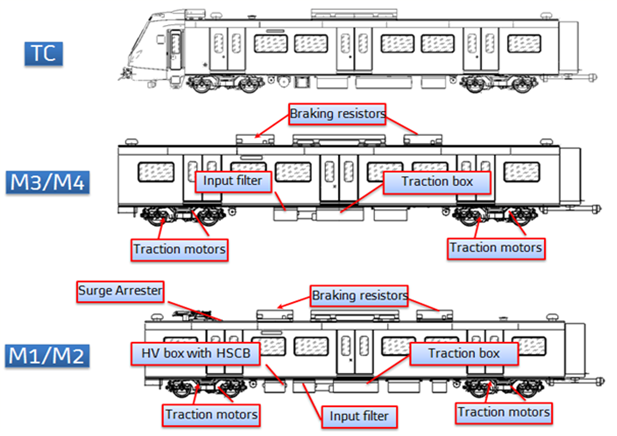 TC
Braking resistors
M3/M4
Input filter
Traction box
Traction motors
Traction motors
Surge Arrester
Braking resistors
M1/M2
HV box with HSCB
Traction box
Traction motors
Input filter
Traction motors